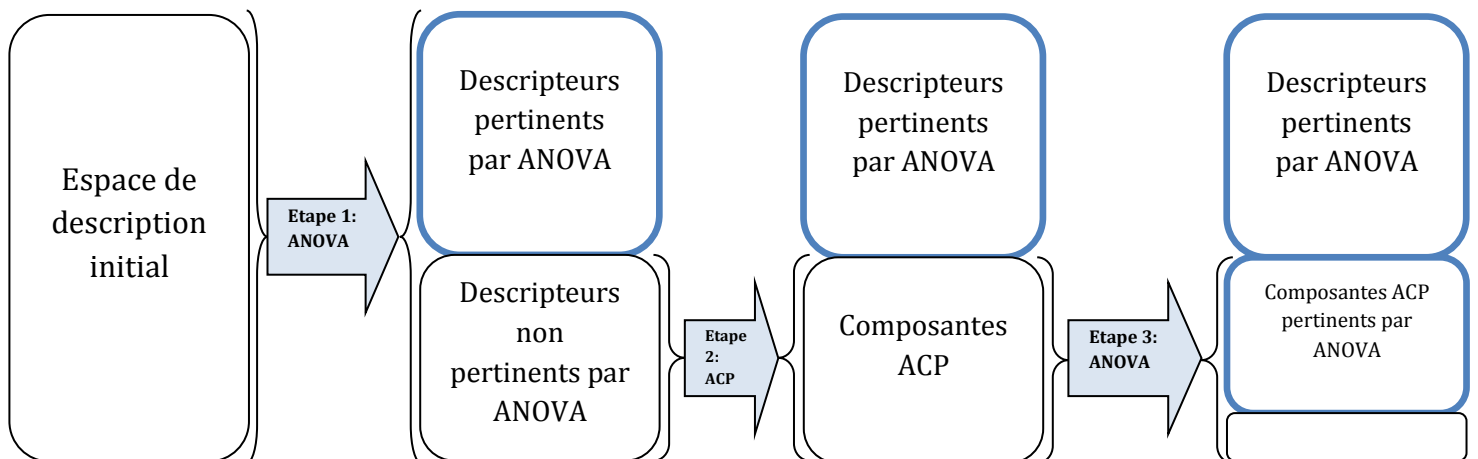 Espace de
description
initial
Etape 1:
ANOVA
Descripteurs
pertinents
par ANOVA
Descripteurs
non
pertinents par
ANOVA
Etape
2:
ACP
Descripteurs
pertinents
par ANOVA
Composantes
ACP
Etape 3:
ANOVA
Descripteurs
pertinents
par ANOVA
Composantes ACP
pertinents par
ANOVA